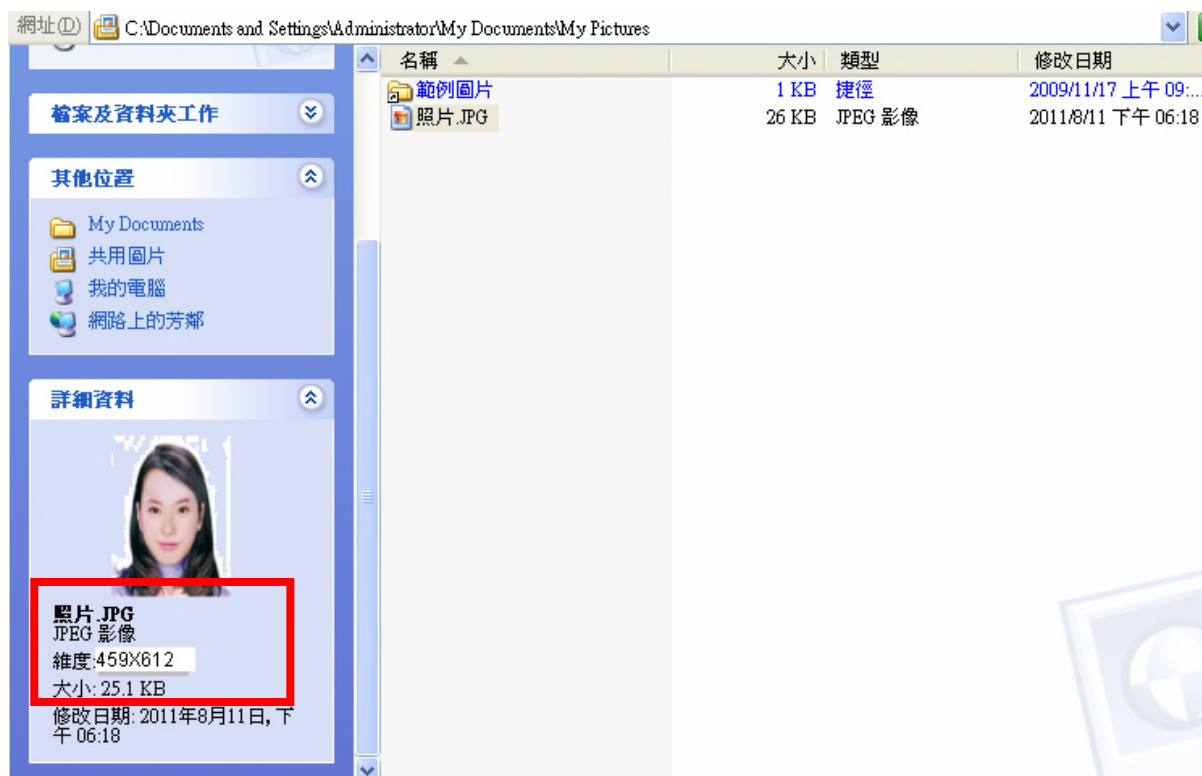 網址(D) C:\Documents and Settings\Administrator\My Documents\My Pictures
名稱 大小 類型 修改日期
範例圖片 1 KB 捷徑 2009/11/17 上午 09:...
照片.JPG 26 KB JPEG 影像 2011/8/11 下午 06:18
檔案及資料夾工作
其他位置
My Documents
共用圖片
我的電腦
網路上的芳鄰
詳細資料
照片.JPG
JPEG 影像
維度:459X612
大小: 25.1 KB
修改日期: 2011年8月11日, 下
午 06:18